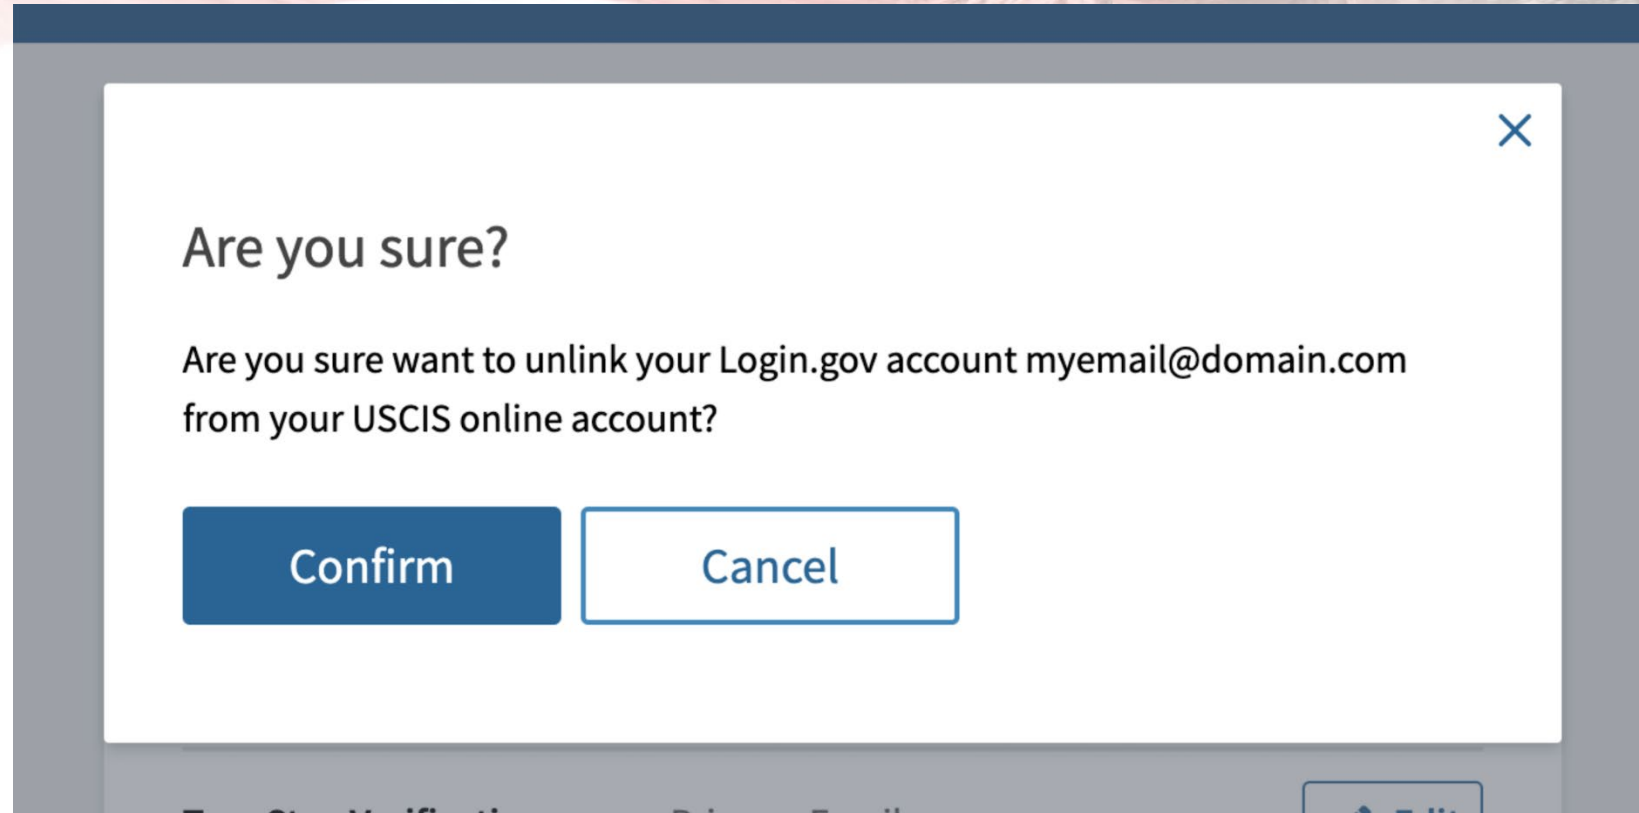 Are you sure?
Are you sure want to unlink your Login.gov account myemail@domain.com
from your USCIS online account?
Confirm
Cancel